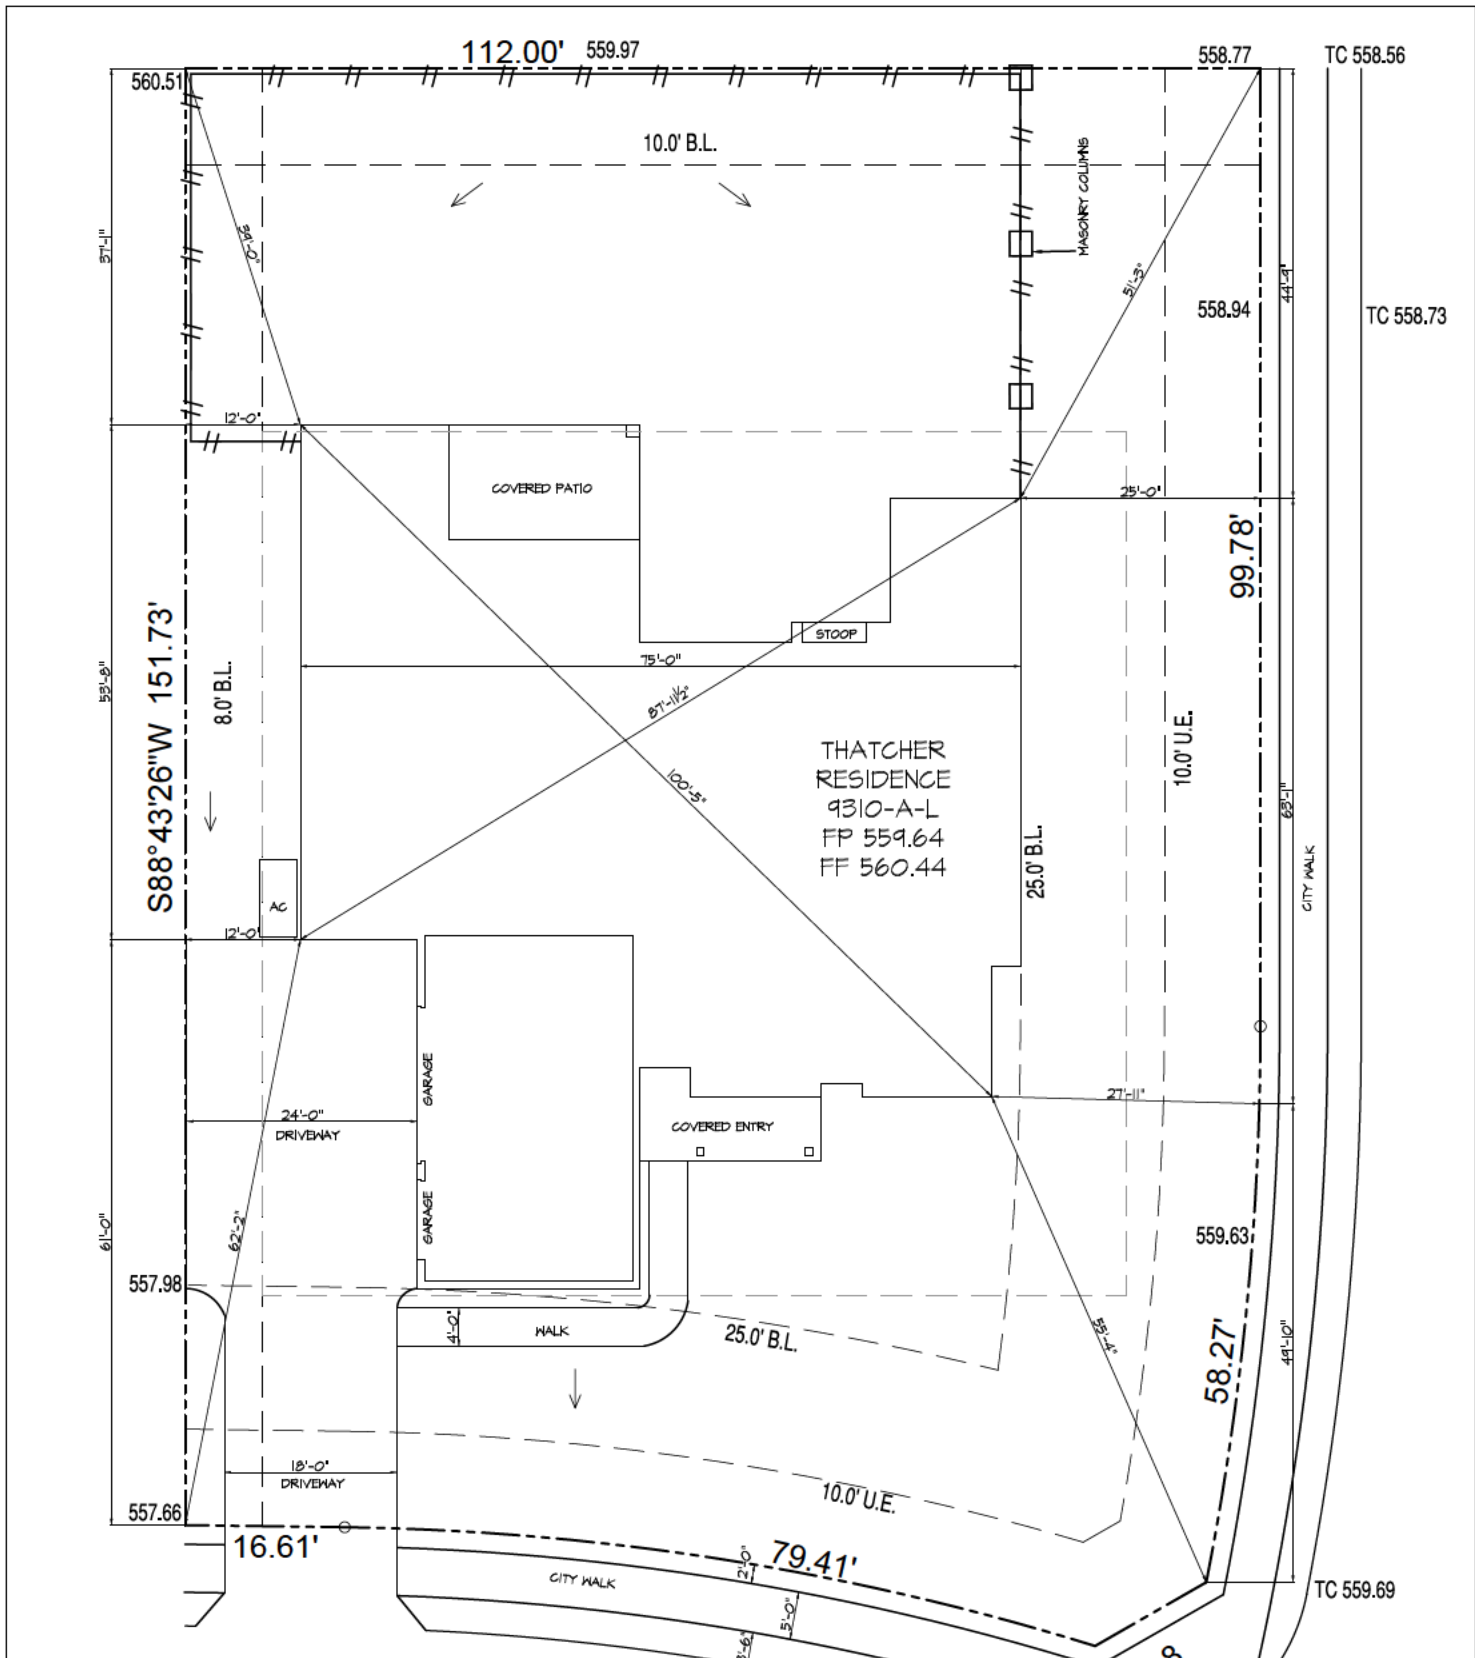 112.00'
559.97
558.77
TC 558.56
560.51
10.0' B.L.
MASONRY COLUMNS
37'-1"
39'-0"
51'-3"
44'-9"
558.94
TC 558.73
12'-0"
COVERED PATIO
25'-0"
99.78'
STOOP
75'-0"
53'-8"
S88°43'26"W 151.73'
8.0' B.L.
87'-11½"
100'-5"
THATCHER
RESIDENCE
9310-A-L
FP 559.64
FF 560.44
10.0' U.E.
63'-1"
25.0' B.L.
CITY WALK
AC
12'-0"
GARAGE
24'-0"
DRIVEWAY
COVERED ENTRY
27'-11"
GARAGE
61'-0"
62'-2"
559.63
557.98
4'-0"
WALK
25.0' B.L.
55'-4"
58.27'
49'-10"
18'-0"
DRIVEWAY
10.0' U.E.
557.66
16.61'
79.41'
2'-0"
CITY WALK
5'-0"
TC 559.69